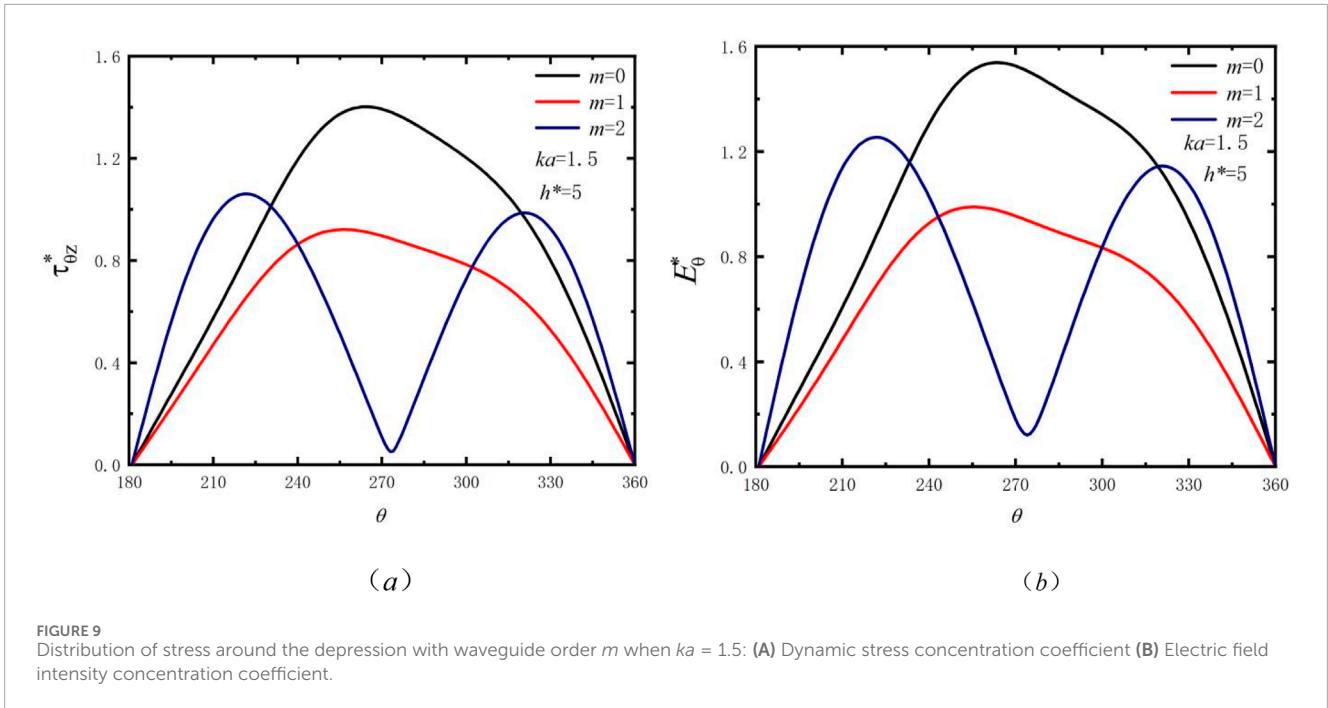 1.6
1.2
0.8
0.4
0.0
180 210 240 270 300 330 360
τ*θz
θ
m=0
m=1
m=2
ka=1.5
h*=5
(a)
1.6
1.2
0.8
0.4
0.0
180 210 240 270 300 330 360
E*θ
θ
m=0
m=1
m=2
ka=1.5
h*=5
(b)
FIGURE 9
Distribution of stress around the depression with waveguide order m when ka = 1.5: (A) Dynamic stress concentration coefficient (B) Electric field
intensity concentration coefficient.